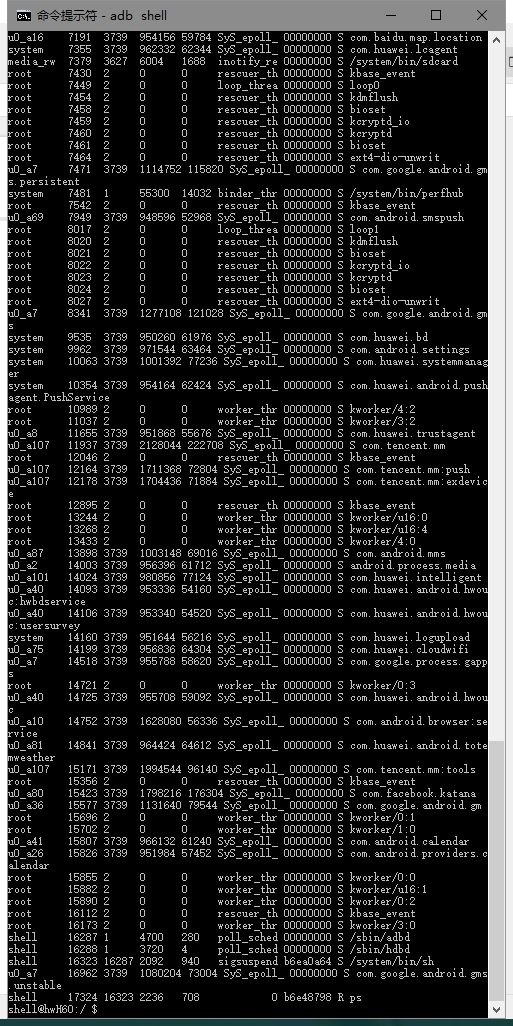 命令提示符 - adb shell
u0_a16 7191 3739 954156 59784 SyS_epoll_ 00000000 S com.baidu.map.location
system 7355 3739 962332 62344 SyS_epoll_ 00000000 S com.huawei.lcagent
media_rw 7379 3627 6004 1688 inotify_re 00000000 S /system/bin/sdcard
root 7430 2 0 0 rescuer_th 00000000 S kbase_event
root 7449 2 0 0 loop_threa 00000000 S loop0
root 7454 2 0 0 rescuer_th 00000000 S kdmflush
root 7458 2 0 0 rescuer_th 00000000 S bioset
root 7459 2 0 0 rescuer_th 00000000 S kcryptd_io
root 7460 2 0 0 rescuer_th 00000000 S kcryptd
root 7461 2 0 0 rescuer_th 00000000 S bioset
root 7464 2 0 0 rescuer_th 00000000 S ext4-dio-unwrit
u0_a7 7471 3739 1114752 115820 SyS_epoll_ 00000000 S com.google.android.gm
s.persistent
system 7481 1 55300 14032 binder_thr 00000000 S /system/bin/perfhub
root 7542 2 0 0 rescuer_th 00000000 S kbase_event
u0_a69 7949 3739 948596 52968 SyS_epoll_ 00000000 S com.android.smspush
root 8017 2 0 0 loop_threa 00000000 S loop1
root 8020 2 0 0 rescuer_th 00000000 S kdmflush
root 8021 2 0 0 rescuer_th 00000000 S bioset
root 8022 2 0 0 rescuer_th 00000000 S kcryptd_io
root 8023 2 0 0 rescuer_th 00000000 S kcryptd
root 8024 2 0 0 rescuer_th 00000000 S bioset
root 8027 2 0 0 rescuer_th 00000000 S ext4-dio-unwrit
u0_a7 8341 3739 1277108 121028 SyS_epoll_ 00000000 S com.google.android.gm
s
system 9535 3739 950260 61976 SyS_epoll_ 00000000 S com.huawei.bd
system 9962 3739 971544 63464 SyS_epoll_ 00000000 S com.android.settings
system 10063 3739 1001392 77236 SyS_epoll_ 00000000 S com.huawei.systemmanag
er
system 10354 3739 954164 62424 SyS_epoll_ 00000000 S com.huawei.android.push
agent.PushService
root 10989 2 0 0 worker_thr 00000000 S kworker/4:2
root 11037 2 0 0 worker_thr 00000000 S kworker/3:2
u0_a8 11655 3739 951868 55676 SyS_epoll_ 00000000 S com.huawei.trustagent
u0_a107 11937 3739 2128044 222708 SyS_epoll_ 00000000 S com.tencent.mm
root 12046 2 0 0 rescuer_th 00000000 S kbase_event
u0_a107 12164 3739 1711368 72804 SyS_epoll_ 00000000 S com.tencent.mm:push
u0_a107 12178 3739 1704436 71884 SyS_epoll_ 00000000 S com.tencent.mm:exdevic
e
root 12895 2 0 0 rescuer_th 00000000 S kbase_event
root 13244 2 0 0 worker_thr 00000000 S kworker/u16:0
root 13268 2 0 0 worker_thr 00000000 S kworker/u16:4
root 13433 2 0 0 worker_thr 00000000 S kworker/4:0
u0_a87 13898 3739 1003148 69016 SyS_epoll_ 00000000 S com.android.mms
u0_a2 14003 3739 956396 61712 SyS_epoll_ 00000000 S android.process.media
u0_a101 14024 3739 980856 77124 SyS_epoll_ 00000000 S com.huawei.intelligent
u0_a40 14093 3739 953336 54160 SyS_epoll_ 00000000 S com.huawei.android.hwou
c:hwbdservice
u0_a40 14106 3739 953340 54520 SyS_epoll_ 00000000 S com.huawei.android.hwou
c:usersurvey
system 14160 3739 951644 56216 SyS_epoll_ 00000000 S com.huawei.logupload
u0_a75 14199 3739 956836 64304 SyS_epoll_ 00000000 S com.huawei.cloudwifi
u0_a7 14518 3739 955788 58620 SyS_epoll_ 00000000 S com.google.process.gapp
s
root 14721 2 0 0 worker_thr 00000000 S kworker/0:3
u0_a40 14725 3739 955708 59092 SyS_epoll_ 00000000 S com.huawei.android.hwou
c
u0_a10 14752 3739 1628080 56336 SyS_epoll_ 00000000 S com.android.browser:se
rvice
u0_a81 14841 3739 964424 64612 SyS_epoll_ 00000000 S com.huawei.android.tote
mweather
u0_a107 15171 3739 1994544 96140 SyS_epoll_ 00000000 S com.tencent.mm:tools
root 15356 2 0 0 rescuer_th 00000000 S kbase_event
u0_a80 15423 3739 1798216 176304 SyS_epoll_ 00000000 S com.facebook.katana
u0_a36 15577 3739 1131640 79544 SyS_epoll_ 00000000 S com.google.android.gm
root 15696 2 0 0 worker_thr 00000000 S kworker/0:1
root 15702 2 0 0 worker_thr 00000000 S kworker/1:0
u0_a41 15807 3739 966132 61240 SyS_epoll_ 00000000 S com.android.calendar
u0_a26 15826 3739 951984 57452 SyS_epoll_ 00000000 S com.android.providers.c
alendar
root 15855 2 0 0 worker_thr 00000000 S kworker/0:0
root 15882 2 0 0 worker_thr 00000000 S kworker/u16:1
root 15890 2 0 0 worker_thr 00000000 S kworker/0:2
root 16112 2 0 0 rescuer_th 00000000 S kbase_event
root 16172 2 0 0 worker_thr 00000000 S kworker/3:0
shell 16287 1 4700 280 poll_sched 00000000 S /sbin/adbd
shell 16288 1 3720 4 poll_sched 00000000 S /sbin/hdbd
shell 16323 16287 2092 940 sigsuspend b6ea0a64 S /system/bin/sh
u0_a7 16962 3739 1080204 73004 SyS_epoll_ 00000000 S com.google.android.gms
.unstable
shell 17324 16323 2236 708 0 b6e48798 R ps
shell@hwH60:/ $